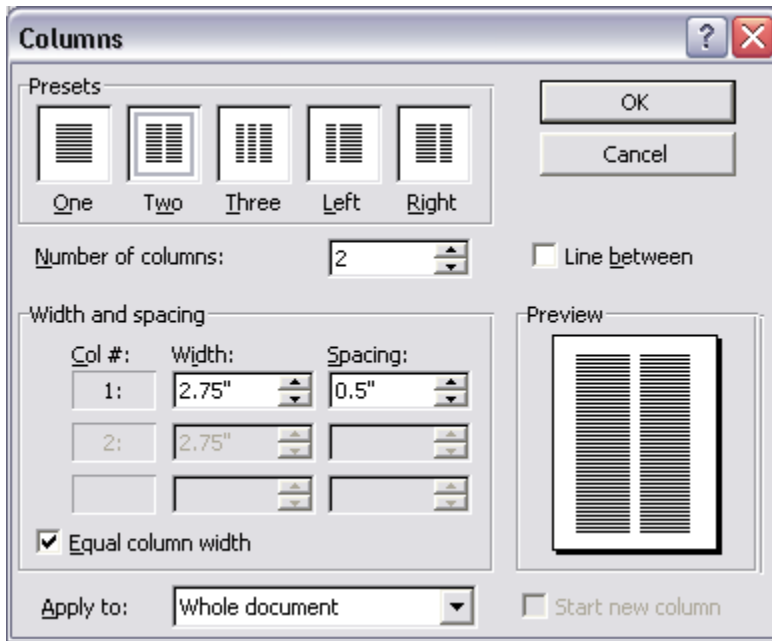 Columns
Presets
OK
Cancel
One Two Three Left Right
Number of columns: 2
Line between
Width and spacing
Preview
Col #: Width: Spacing:
1: 2.75" 0.5"
2: 2.75"
Equal column width
Apply to: Whole document
Start new column